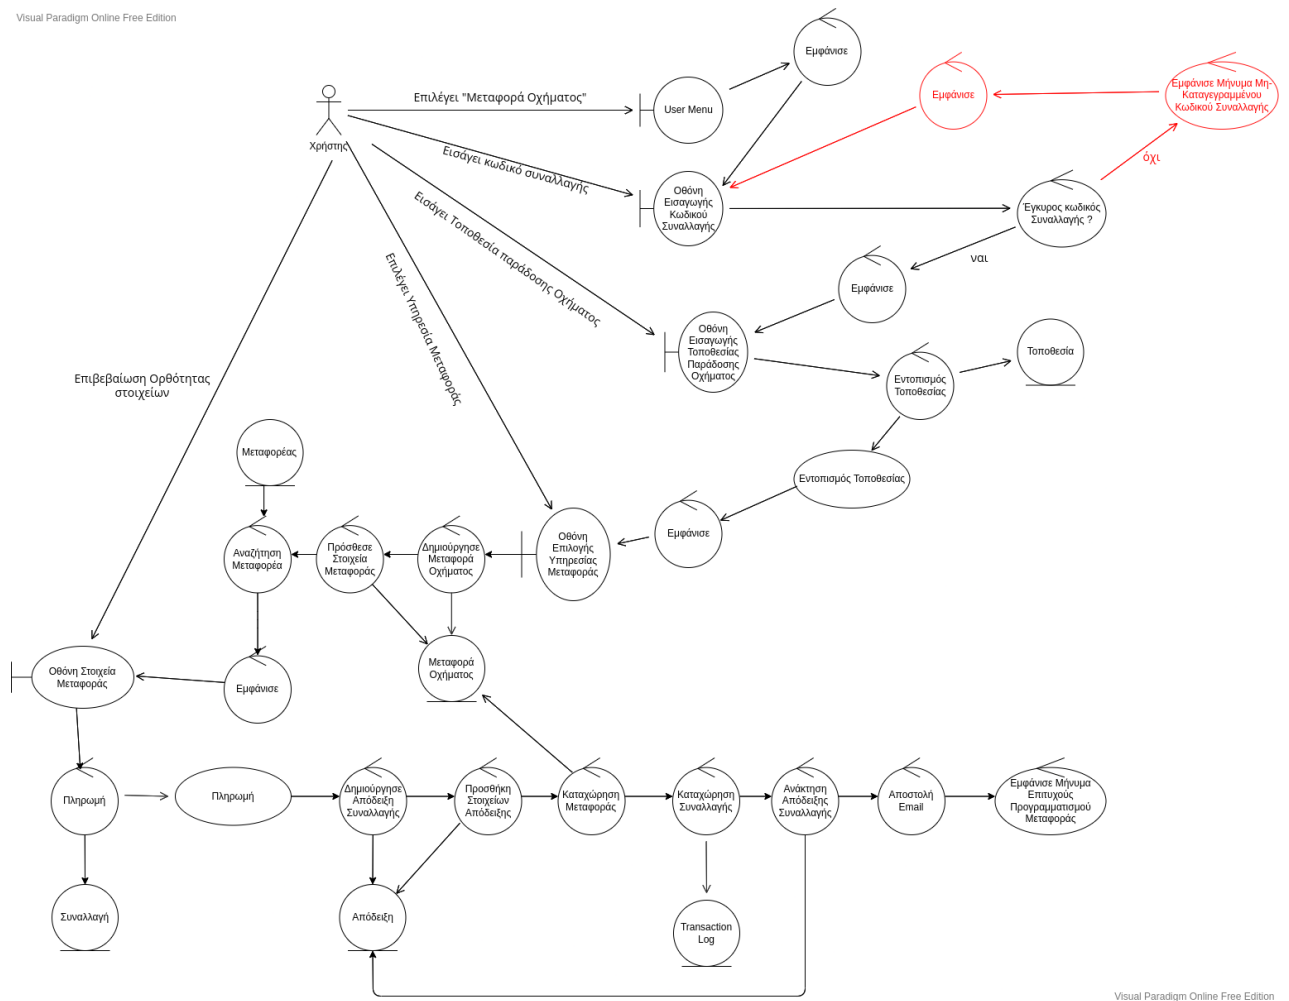 Visual Paradigm Online Free Edition
Εμφάνισε
Επιλέγει "Μεταφορά Οχήματος"
User Menu
Εμφάνισε
Εμφάνισε Μήνυμα Μη-
Καταγεγραμμένου
Κωδικού Συναλλαγής
Χρήστης
Εισάγει κωδικό συναλλαγής
όχι
Οθόνη
Εισαγωγής
Κωδικού
Συναλλαγής
Έγκυρος κωδικός
Συναλλαγής ?
Εισάγει Τοποθεσία παράδοσης Οχήματος
ναι
Εμφάνισε
Επιλέγει Υπηρεσία Μεταφοράς
Οθόνη
Εισαγωγής
Τοποθεσίας
Παράδοσης
Οχήματος
Τοποθεσία
Εντοπισμός
Τοποθεσίας
Επιβεβαίωση Ορθότητας
στοιχείων
Μεταφορέας
Εντοπισμός Τοποθεσίας
Εμφάνισε
Αναζήτηση
Μεταφορέα
Πρόσθεσε
Στοιχεία
Μεταφοράς
Δημιούργησε
Μεταφορά
Οχήματος
Οθόνη
Επιλογής
Υπηρεσίας
Μεταφοράς
Οθόνη Στοιχεία
Μεταφοράς
Εμφάνισε
Μεταφορά
Οχήματος
Πληρωμή
Πληρωμή
Δημιούργησε
Απόδειξη
Συναλλαγής
Προσθήκη
Στοιχείων
Απόδειξης
Καταχώρηση
Μεταφοράς
Καταχώρηση
Συναλλαγής
Ανάκτηση
Απόδειξης
Συναλλαγής
Αποστολή
Email
Εμφάνισε Μήνυμα
Επιτυχούς
Προγραμματισμού
Μεταφοράς
Συναλλαγή
Απόδειξη
Transaction
Log
Visual Paradigm Online Free Edition